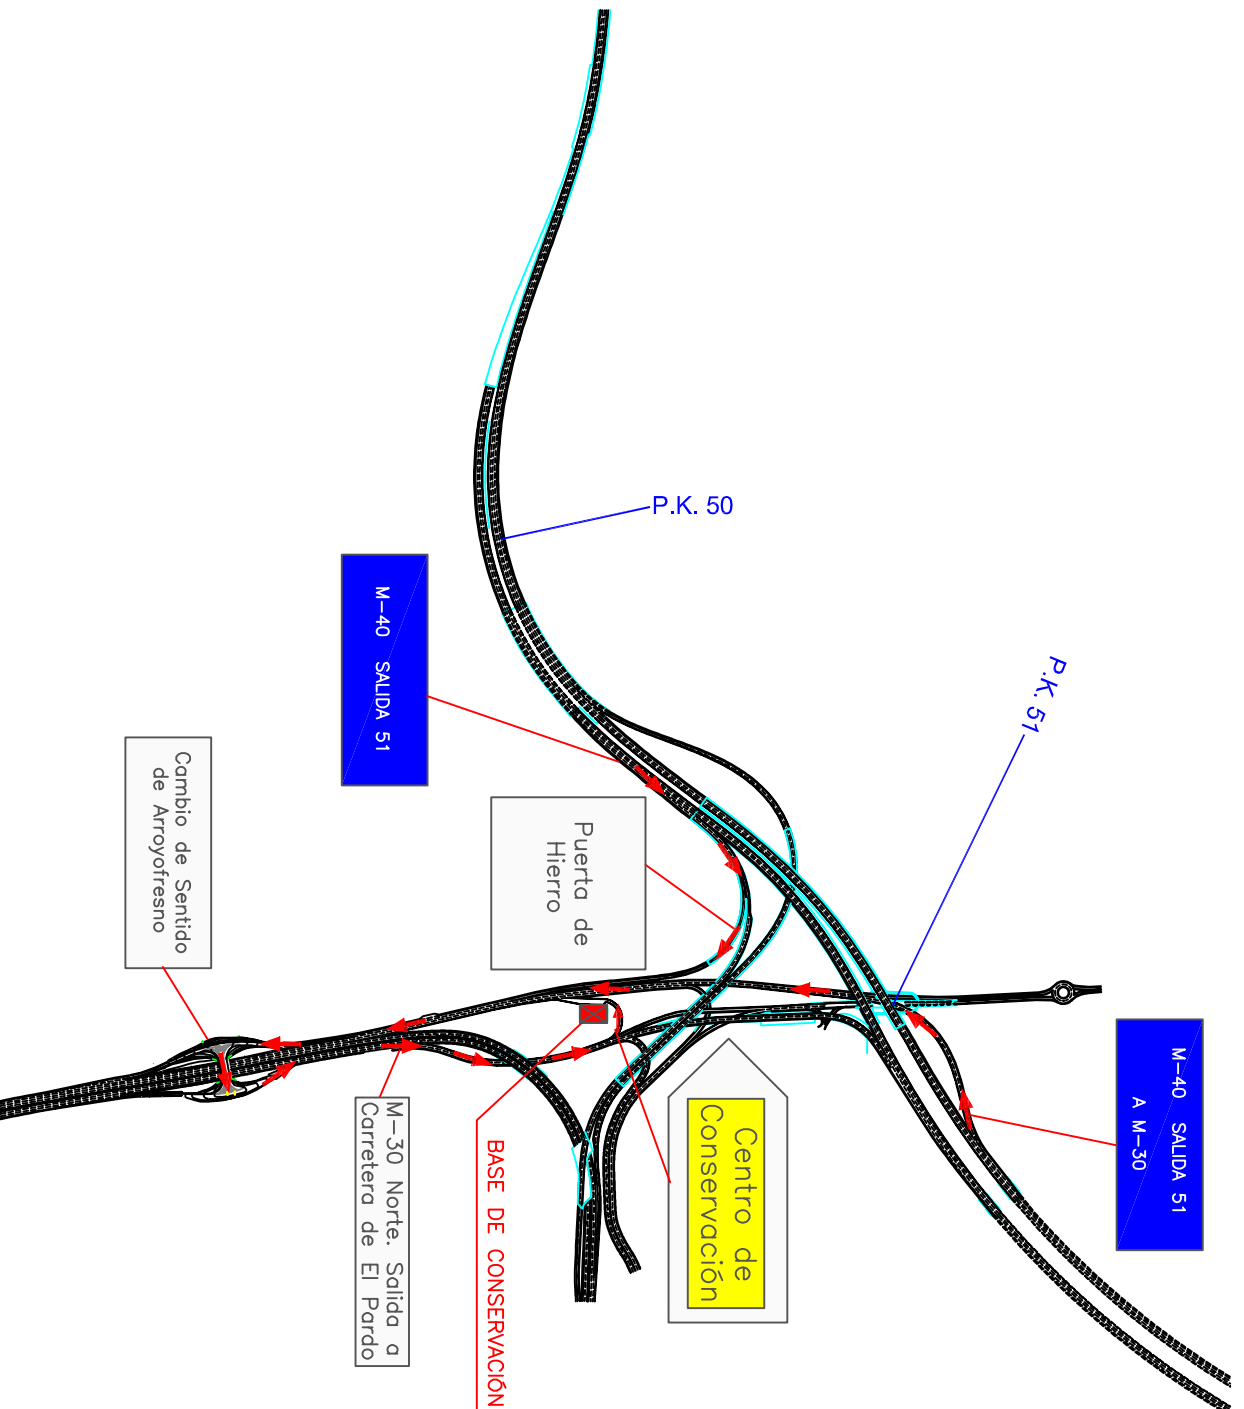 P.K. 50
M-40 SALIDA 51
P.K. 51
Cambio de Sentido
de Arroyofresno
Puerta de
Hierro
M-40 SALIDA 51
A M-30
Centro de
Conservación
M-30 Norte. Salida a
Carretera de El Pardo
BASE DE CONSERVACIÓN